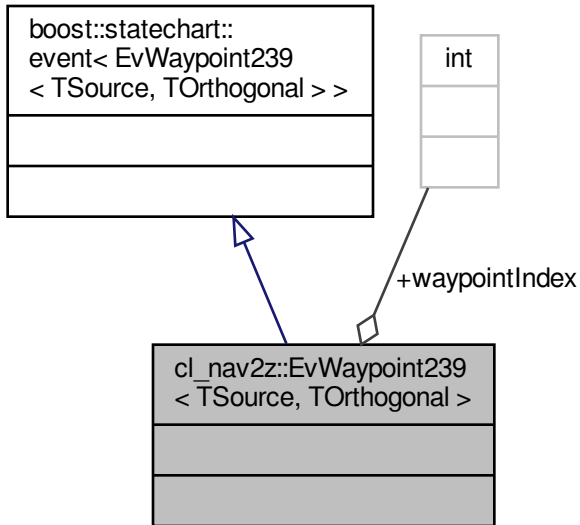 boost::statechart::
event< EvWaypoint239
< TSource, TOrthogonal > >
int
+waypointIndex
cl_nav2z::EvWaypoint239
< TSource, TOrthogonal >